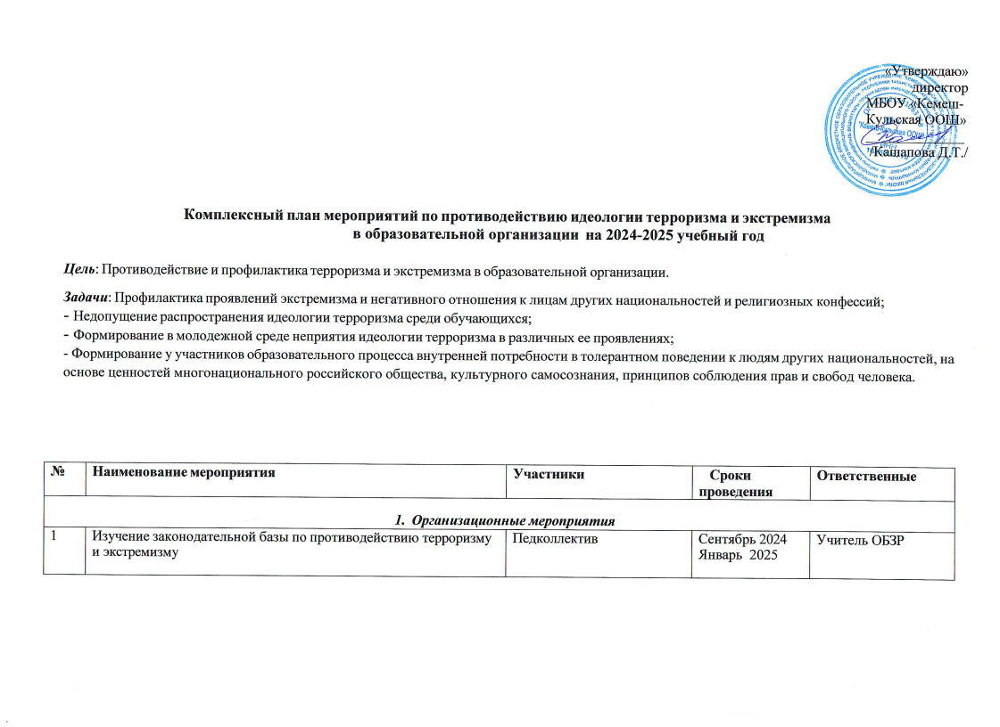 «Утверждаю»
директор
МБОУ «Кемеш-
Кульская ООШ»
/Кашапова Д.Т./
"Кемеш-Кульская ООШ"
ИНН
Комплексный план мероприятий по противодействию идеологии терроризма и экстремизма
в образовательной организации на 2024-2025 учебный год
Цель: Противодействие и профилактика терроризма и экстремизма в образовательной организации.
Задачи: Профилактика проявлений экстремизма и негативного отношения к лицам других национальностей и религиозных конфессий;
- Недопущение распространения идеологии терроризма среди обучающихся;
- Формирование в молодежной среде неприятия идеологии терроризма в различных ее проявлениях;
- Формирование у участников образовательного процесса внутренней потребности в толерантном поведении к людям других национальностей, на
основе ценностей многонационального российского общества, культурного самосознания, принципов соблюдения прав и свобод человека.
№ Наименование мероприятия Участники Сроки Ответственные
проведения
1. Организационные мероприятия
1 Изучение законодательной базы по противодействию терроризму Педколлектив Сентябрь 2024 Учитель ОБЗР
и экстремизму Январь 2025